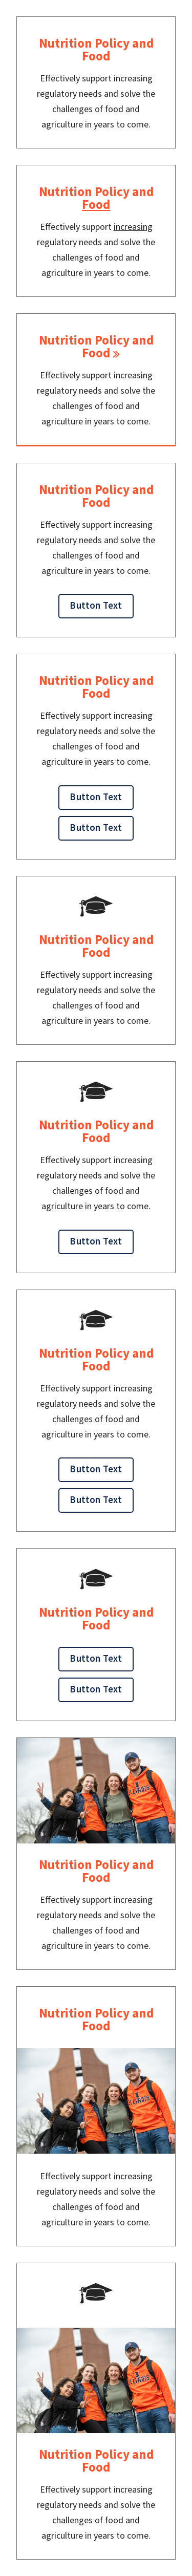 Nutrition Policy and
Food
Effectively support increasing
regulatory needs and solve the
challenges of food and
agriculture in years to come.
Nutrition Policy and
Food
Effectively support increasing
regulatory needs and solve the
challenges of food and
agriculture in years to come.
Nutrition Policy and
Food »
Effectively support increasing
regulatory needs and solve the
challenges of food and
agriculture in years to come.
Nutrition Policy and
Food
Effectively support increasing
regulatory needs and solve the
challenges of food and
agriculture in years to come.
Button Text
Nutrition Policy and
Food
Effectively support increasing
regulatory needs and solve the
challenges of food and
agriculture in years to come.
Button Text
Button Text
Nutrition Policy and
Food
Effectively support increasing
regulatory needs and solve the
challenges of food and
agriculture in years to come.
Nutrition Policy and
Food
Effectively support increasing
regulatory needs and solve the
challenges of food and
agriculture in years to come.
Button Text
Nutrition Policy and
Food
Effectively support increasing
regulatory needs and solve the
challenges of food and
agriculture in years to come.
Button Text
Button Text
Nutrition Policy and
Food
Button Text
Button Text
ILLINOIS
Nutrition Policy and
Food
Effectively support increasing
regulatory needs and solve the
challenges of food and
agriculture in years to come.
Nutrition Policy and
Food
ILLINOIS
Effectively support increasing
regulatory needs and solve the
challenges of food and
agriculture in years to come.
ILLINOIS
Nutrition Policy and
Food
Effectively support increasing
regulatory needs and solve the
challenges of food and
agriculture in years to come.